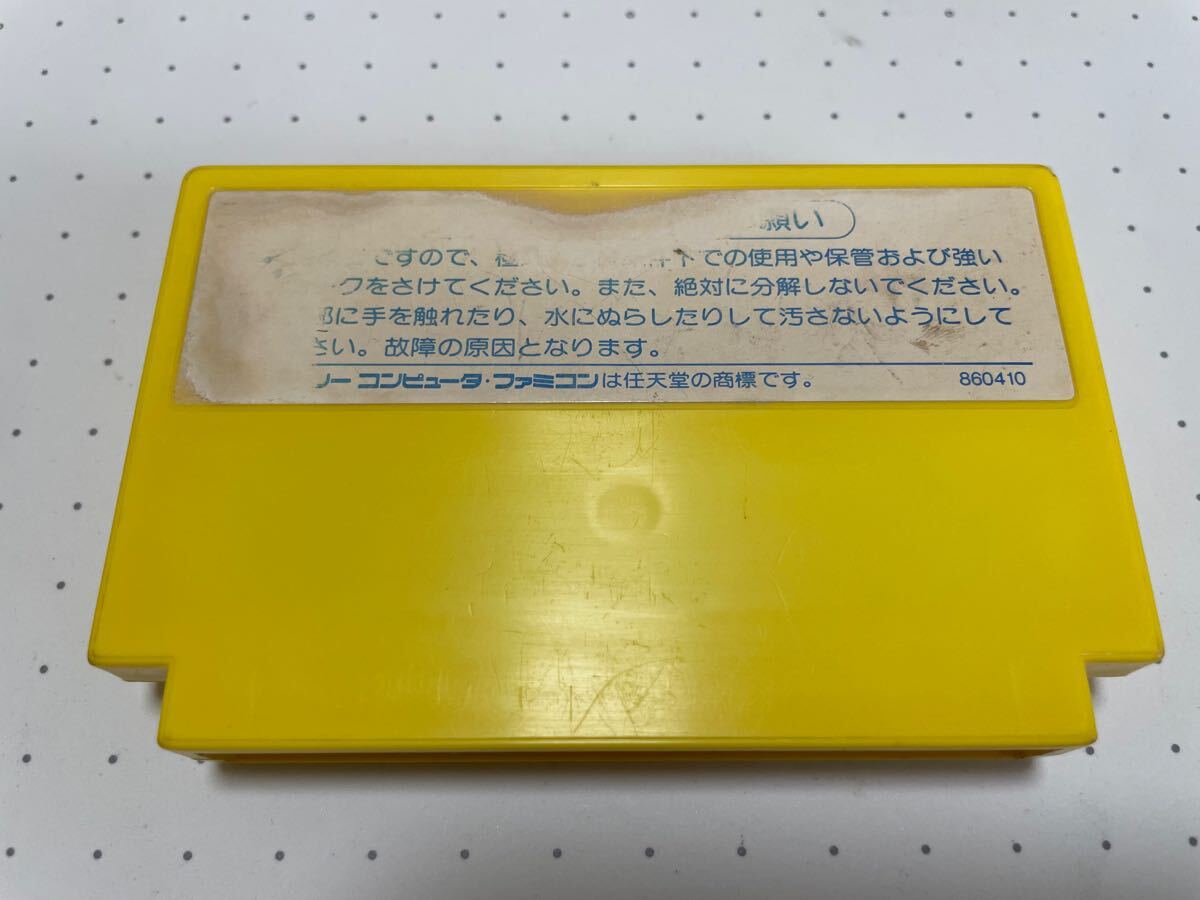 願い
ですので、極 下での使用や保管および強い
クをさけてください。また、絶対に分解しないでください。
に手を触れたり、水にぬらしたりして汚さないようにして
さい。故障の原因となります。
リー コンピュータ・ファミコンは任天堂の商標です。 860410